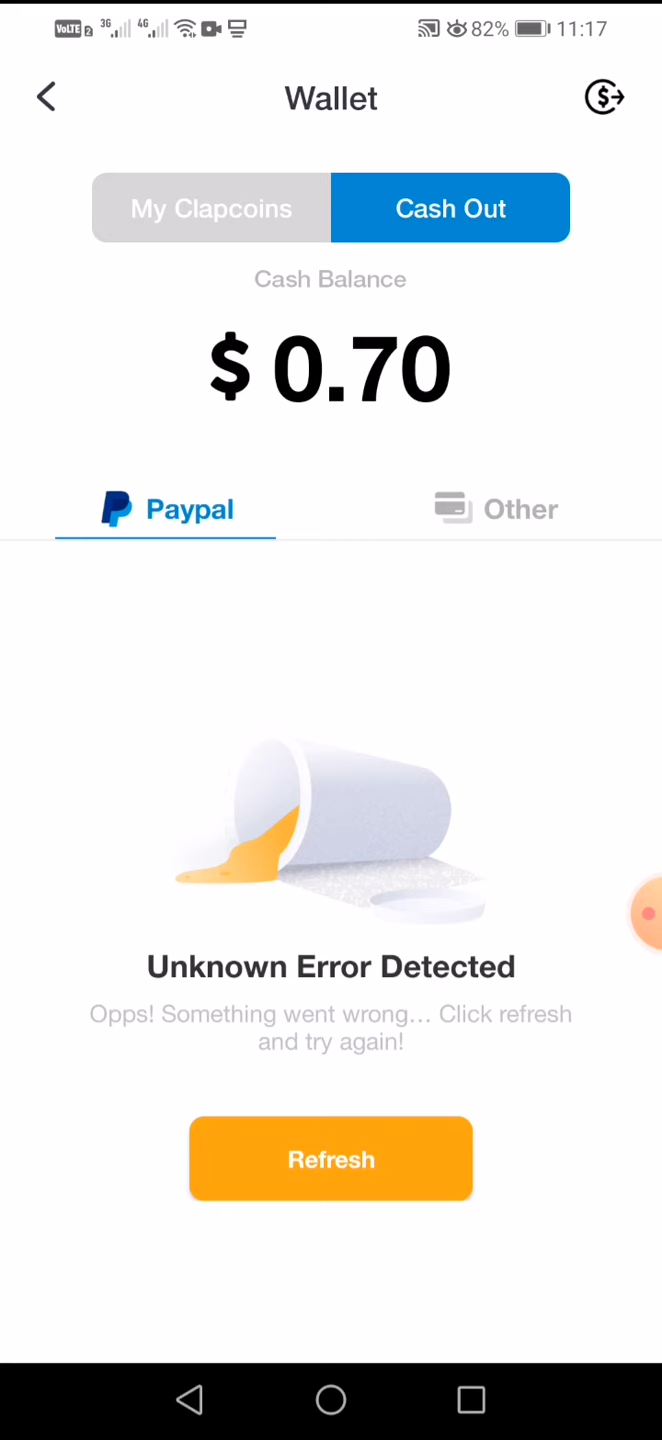 VoLTE 2 3G 4G 82% 11:17
Wallet
My Clapcoins Cash Out
Cash Balance
$ 0.70
Paypal Other
Unknown Error Detected
Opps! Something went wrong... Click refresh
and try again!
Refresh